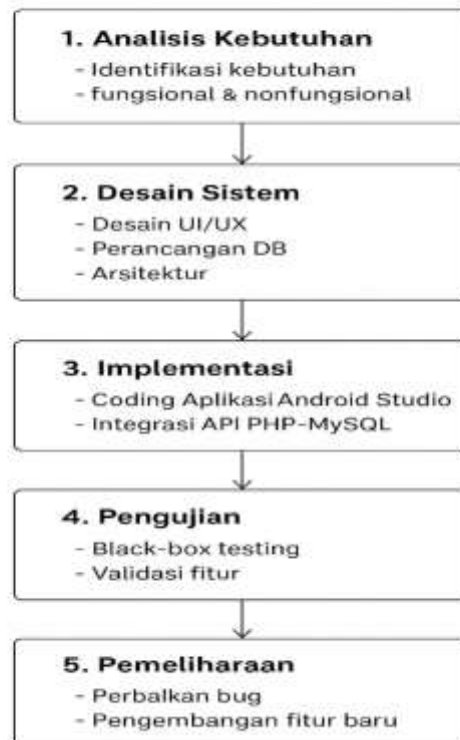 1. Analisis Kebutuhan
- Identifikasi kebutuhan
- fungsional & nonfungsional
2. Desain Sistem
- Desain UI/UX
- Perancangan DB
- Arsitektur
3. Implementasi
- Coding Aplikasi Android Studio
- Integrasi API PHP-MySQL
4. Pengujian
- Black-box testing
- Validasi fitur
5. Pemeliharaan
- Perbalkan bug
- Pengembangan fitur baru